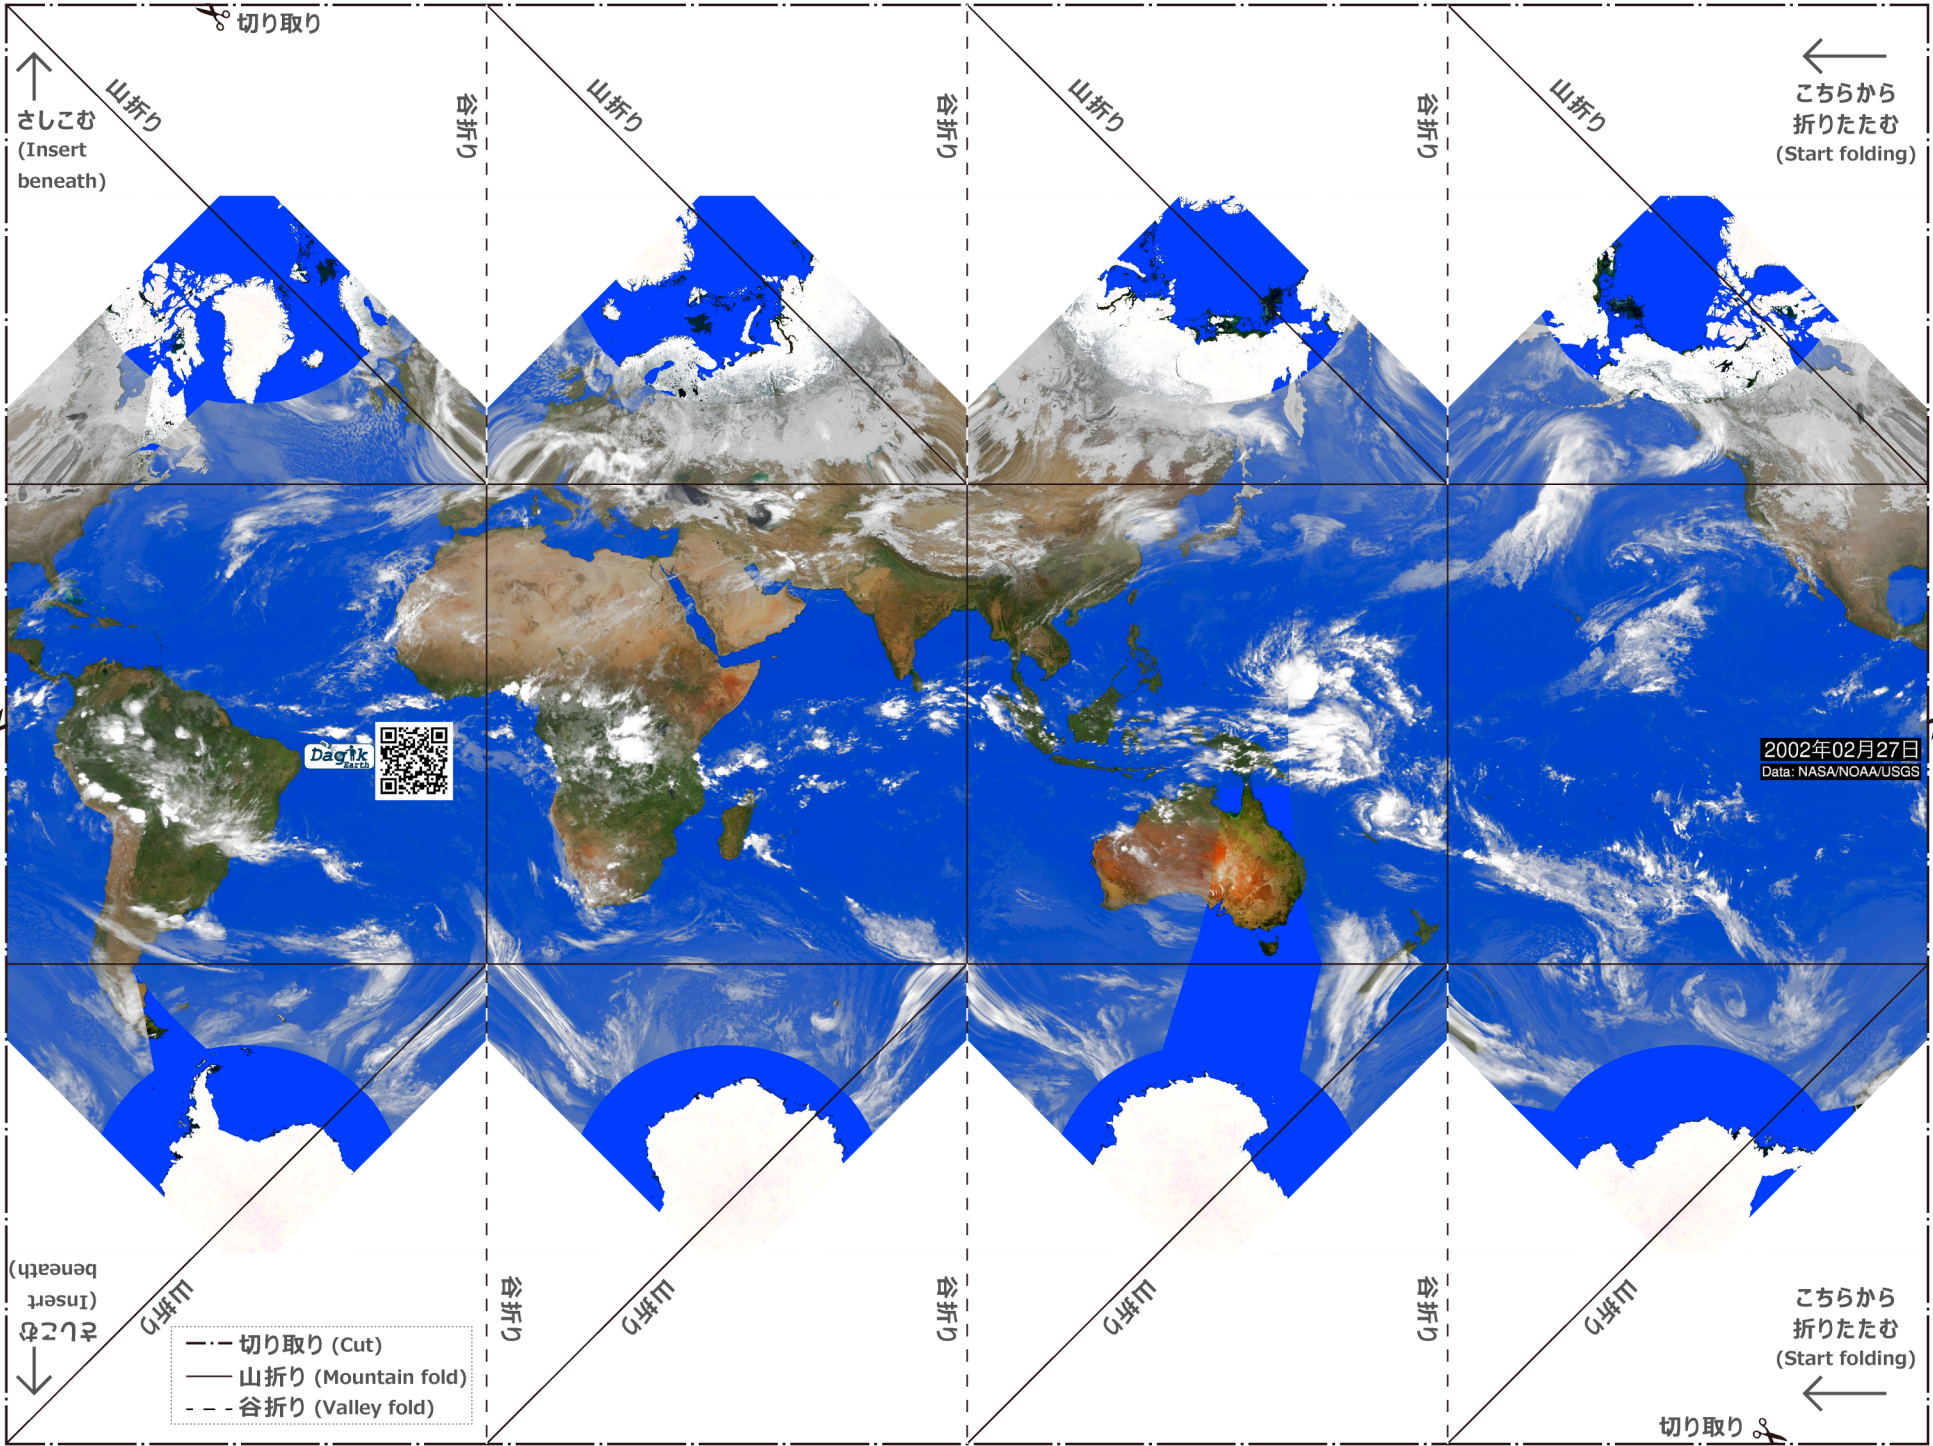 切り取り
さしこむ
(Insert
beneath)
山折り
谷折り
山折り
谷折り
山折り
谷折り
山折り
こちらから
折りたたむ
(Start folding)
Dagik
Earth
2002年02月27日
Data: NASA/NOAA/USGS
さしこむ
(Insert
beneath)
山折り
谷折り
山折り
谷折り
山折り
谷折り
山折り
こちらから
折りたたむ
(Start folding)
切り取り (Cut)
山折り (Mountain fold)
谷折り (Valley fold)
切り取り